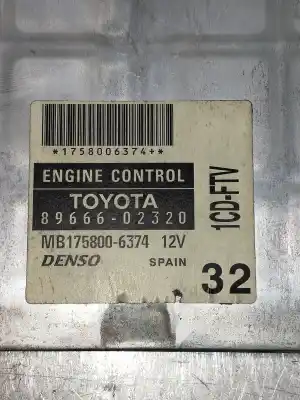 *1758006374**
ENGINE CONTROL
TOYOTA
89666-02320
MB175800-6374 12V
DENSO SPAIN
1CD-FTV
32